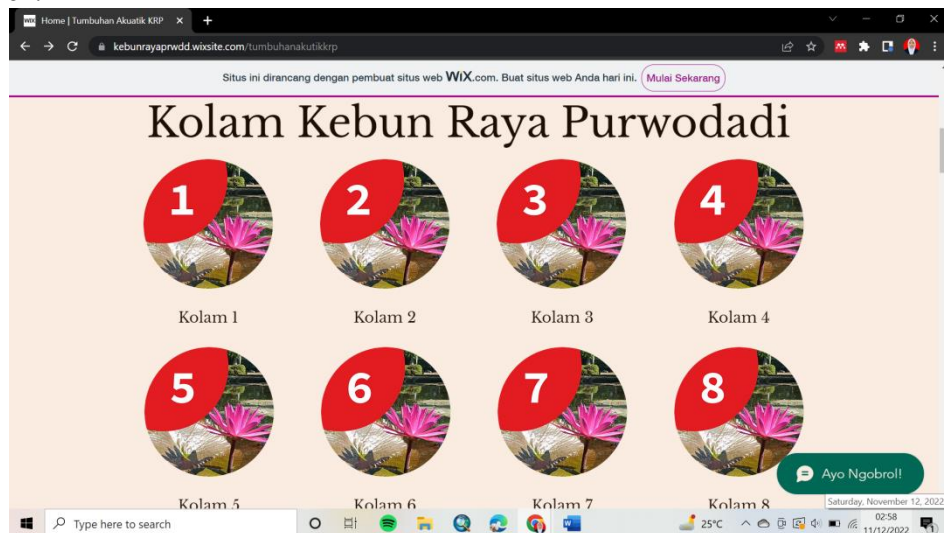 WiX Home | Tumbuhan Akuatik KRP
kebunrayaprwdd.wixsite.com/tumbuhanakutikkrp
Situs ini dirancang dengan pembuat situs web WiX.com. Buat situs web Anda hari ini. Mulai Sekarang
Kolam Kebun Raya Purwodadi
1 2 3 4
Kolam 1 Kolam 2 Kolam 3 Kolam 4
5 6 7 8
Kolam 5 Kolam 6 Kolam 7 Kolam 8
Ayo Ngobrol!
Saturday, November 12, 2022
Type here to search 25°C 02:58
11/12/2022